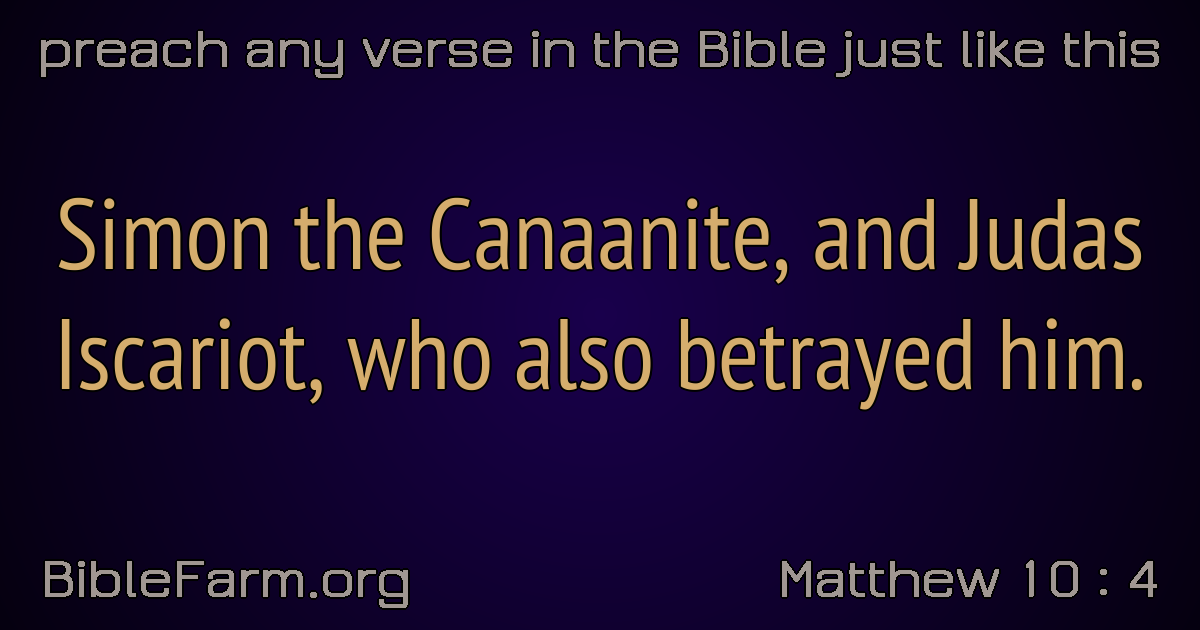 preach any verse in the Bible just like this
Simon the Canaanite, and Judas
Iscariot, who also betrayed him.
BibleFarm.org
Matthew 10 : 4